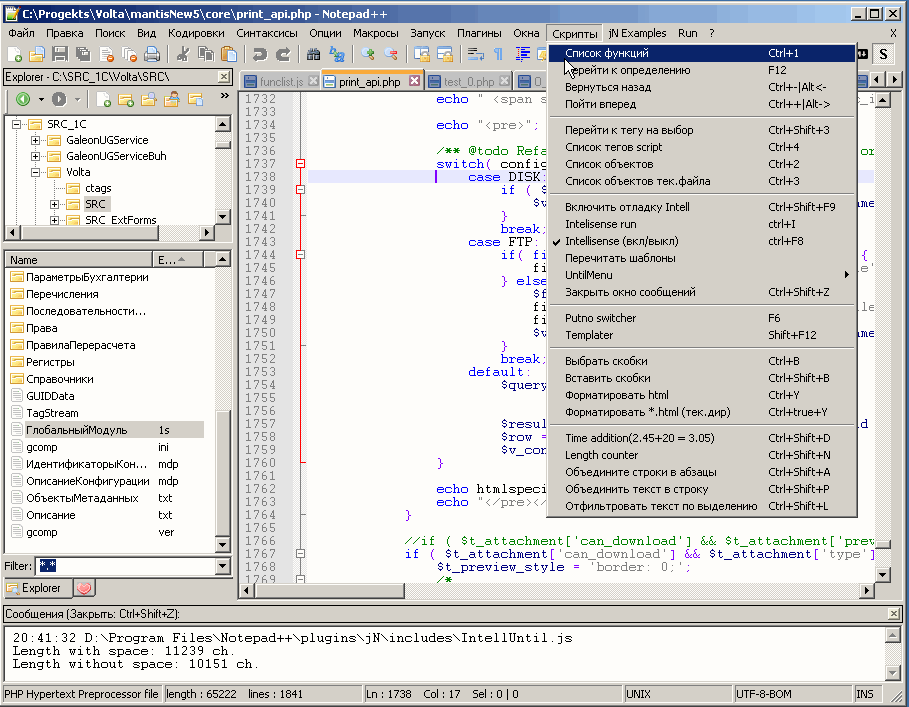 C:\Progekts\Volta\mantisNew5\core\print_api.php - Notepad++
Файл Правка Поиск Вид Кодировки Синтаксисы Опции Макросы Запуск Плагины Окна Скрипты jN Examples Run ? X
Explorer - C:\SRC_1C\Volta\SRC\
funclist.js print_api.php test_0.php 0_
S
SRC_1C
GaleonUGService
GaleonUGServiceBuh
Volta
ctags
SRC
SRC_ExtForms
Name E...
ПараметрыБухгалтерии
Перечисления
Последовательности...
Права
ПравилаПерерасчета
Регистры
Справочники
GUIDData
TagStream
ГлобальныйМодуль 1s
gcomp ini
ИдентификаторыКон... mdp
ОписаниеКонфигурации mdp
ОбъектыМетаданных txt
Описание txt
gcomp ver
Filter: *.*
Explorer
1732 echo " <span s
1733
1734 echo "<pre>";
1735
1736 /** @todo Refa
1737 switch( config
1738 case DISK:
1739 if ( $
1740 $v
1741 }
1742 break;
1743 case FTP:
1744 if( fi
1745 fi
1746 } else
1747 $f
1748 fi
1749 fi
1750 $v
1751 }
1752 break;
1753 default:
1754 $query
1755
1756
1757 $resul
1758 $row =
1759 $v_con
1760 }
1761
1762 echo htmlspeci
1763 echo "</pre></
1764 }
1765
1766 //if ( $t_attachment['can_download'] && $t_attachment['prev
1767 if ( $t_attachment['can_download'] && $t_attachment['type']
1768 $t_preview_style = 'border: 0;';
1769 /*
Список функций Ctrl+1
Перейти к определению F12
Вернуться назад Ctrl+-|Alt<-
Пойти вперед Ctrl++|Alt->
Перейти к тегу на выбор Ctrl+Shift+3
Список тегов script Ctrl+4
Список объектов Ctrl+2
Список объектов тек.файла Ctrl+3
Включить отладку Intell Ctrl+Shift+F9
Intelisense run ctrl+I
Intellisense (вкл/выкл) ctrl+F8
Перечитать шаблоны
UntilMenu
Закрыть окно сообщений Ctrl+Shift+Z
Putno switcher F6
Templater Shift+F12
Выбрать скобки Ctrl+B
Вставить скобки Ctrl+Shift+B
Форматировать html Ctrl+Y
Форматировать *.html (тек.дир) Ctrl+true+Y
Time addition(2.45+20 = 3.05) Ctrl+Shift+D
Length counter Ctrl+Shift+N
Объедините строки в абзацы Ctrl+Shift+A
Объединить текст в строку Ctrl+Shift+P
Отфильтровать текст по выделению Ctrl+Shift+L
Сообщения (Закрыть: Ctrl+Shift+Z):
20:41:32 D:\Program Files\Notepad++\plugins\jN\includes\IntellUntil.js
Length with space: 11239 ch.
Length without space: 10151 ch.
PHP Hypertext Preprocessor file length : 65222 lines : 1841 Ln : 1738 Col : 17 Sel : 0 | 0 UNIX UTF-8-BOM INS